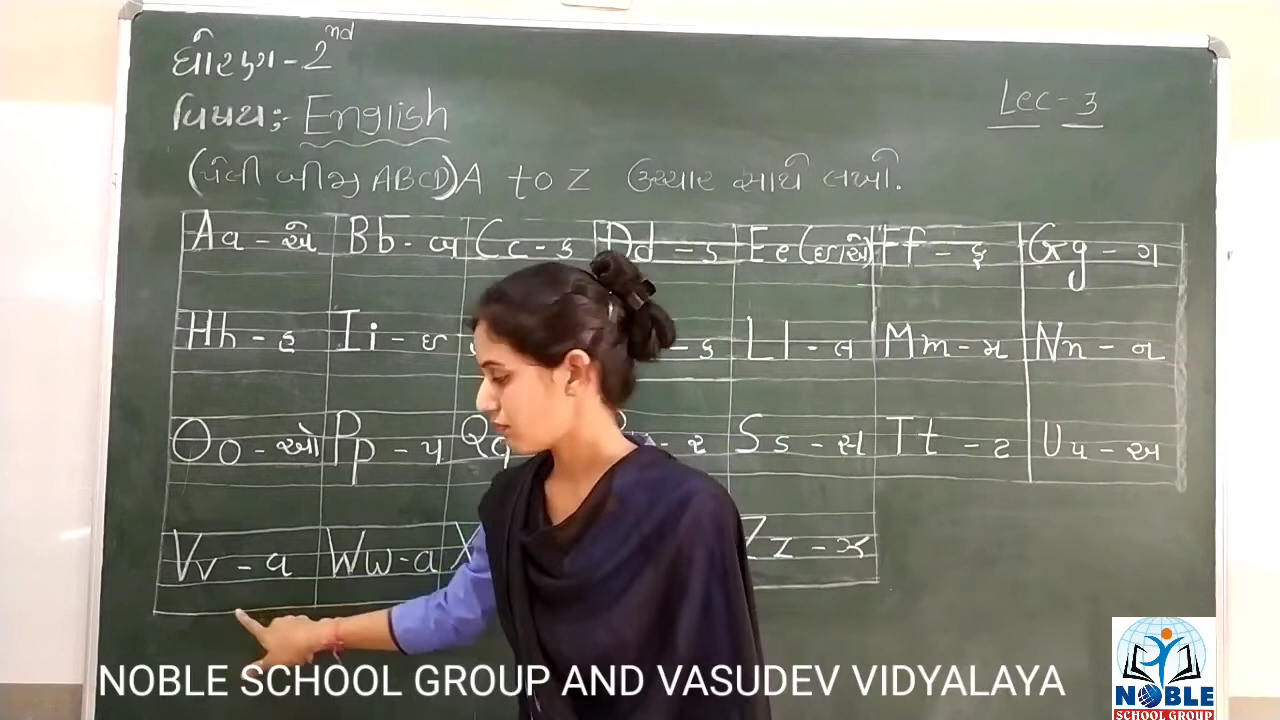 ધોરણ - 2nd
વિષય :- English
Lec - 3
(પેલી બીજી ABCD) A to Z ઉચ્ચાર સાથે લખો.
Aa - એ Bb - બ Cc - ક Dd - ડ Ee (ઇ/એ) Ff - ફ Gg - ગ
Hh - હ Ii - ઇ - ક Ll - લ Mm - મ Nn - ન
Oo - ઓ Pp - પ Qq - ર Ss - સ Tt - ટ Uu - અ
Vv - વ Ww - વ X Zz - ઝ
NOBLE SCHOOL GROUP AND VASUDEV VIDYALAYA
NOBLE
SCHOOL GROUP